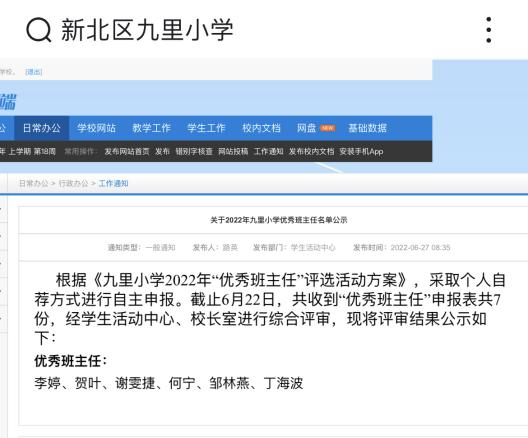 新北区九里小学
学校。 [退出]
端
公 日常办公 学校网站 教学工作 学生工作 校内文档 网盘 NEW 基础数据
年 上学期 第18周 常用操作: 发布网站首页 发布 错别字核查 网站投稿 工作通知 发布校内文档 安装手机App
日常办公 > 行政办公 > 工作通知
关于2022年九里小学优秀班主任名单公示
通知类型: 一般通知 发布人: 路英 发布部门: 学生活动中心 发布时间: 2022-06-27 08:35
根据《九里小学2022年“优秀班主任”评选活动方案》，采取个人自
荐方式进行自主申报。截止6月22日，共收到“优秀班主任”申报表共7
份，经学生活动中心、校长室进行综合评审，现将评审结果公示如
下：
优秀班主任：
李婷、贺叶、谢雯捷、何宁、邹林燕、丁海波